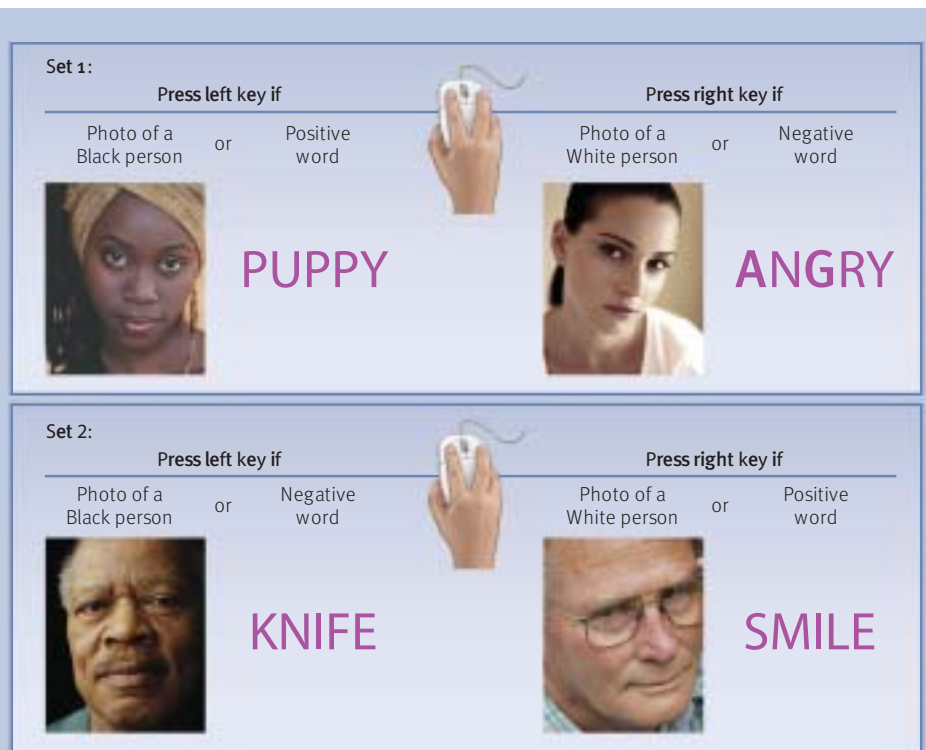 Set 1:
Press left key if
Press right key if
Photo of a
Black person
or
Positive
word
Photo of a
White person
or
Negative
word
PUPPY
ANGRY
Set 2:
Press left key if
Press right key if
Photo of a
Black person
or
Negative
word
Photo of a
White person
or
Positive
word
KNIFE
SMILE